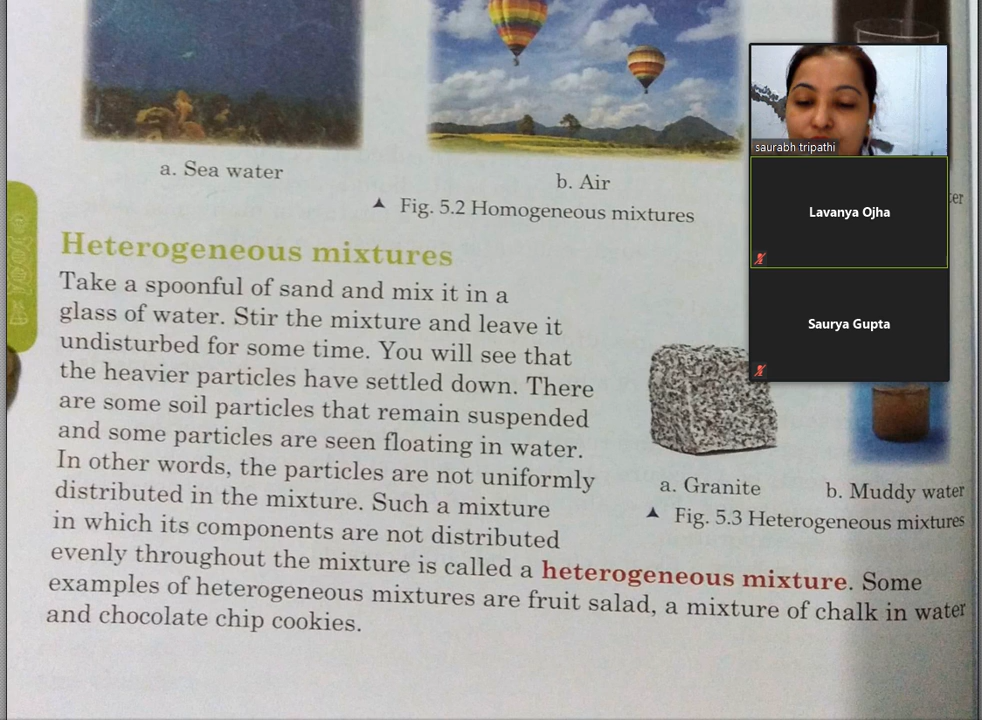 a. Sea water
b. Air
▲ Fig. 5.2 Homogeneous mixtures
saurabh tripathi
Lavanya Ojha
Saurya Gupta
Heterogeneous mixtures
Take a spoonful of sand and mix it in a
glass of water. Stir the mixture and leave it
undisturbed for some time. You will see that
the heavier particles have settled down. There
are some soil particles that remain suspended
and some particles are seen floating in water.
In other words, the particles are not uniformly
distributed in the mixture. Such a mixture
in which its components are not distributed
evenly throughout the mixture is called a heterogeneous mixture. Some
examples of heterogeneous mixtures are fruit salad, a mixture of chalk in water
and chocolate chip cookies.
a. Granite
b. Muddy water
▲ Fig. 5.3 Heterogeneous mixtures